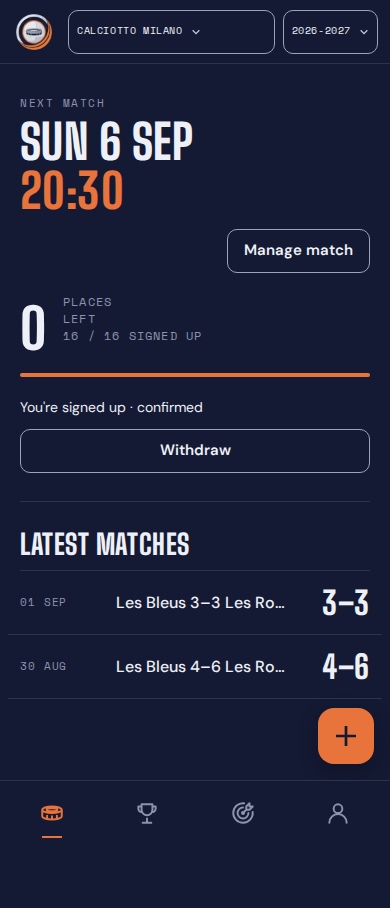 CALCIOTTO MILANO
2026-2027
NEXT MATCH
SUN 6 SEP
20:30
Manage match
0
PLACES
LEFT
16 / 16 SIGNED UP
You're signed up · confirmed
Withdraw
LATEST MATCHES
01 SEP Les Bleus 3–3 Les Ro... 3–3
30 AUG Les Bleus 4–6 Les Ro... 4–6